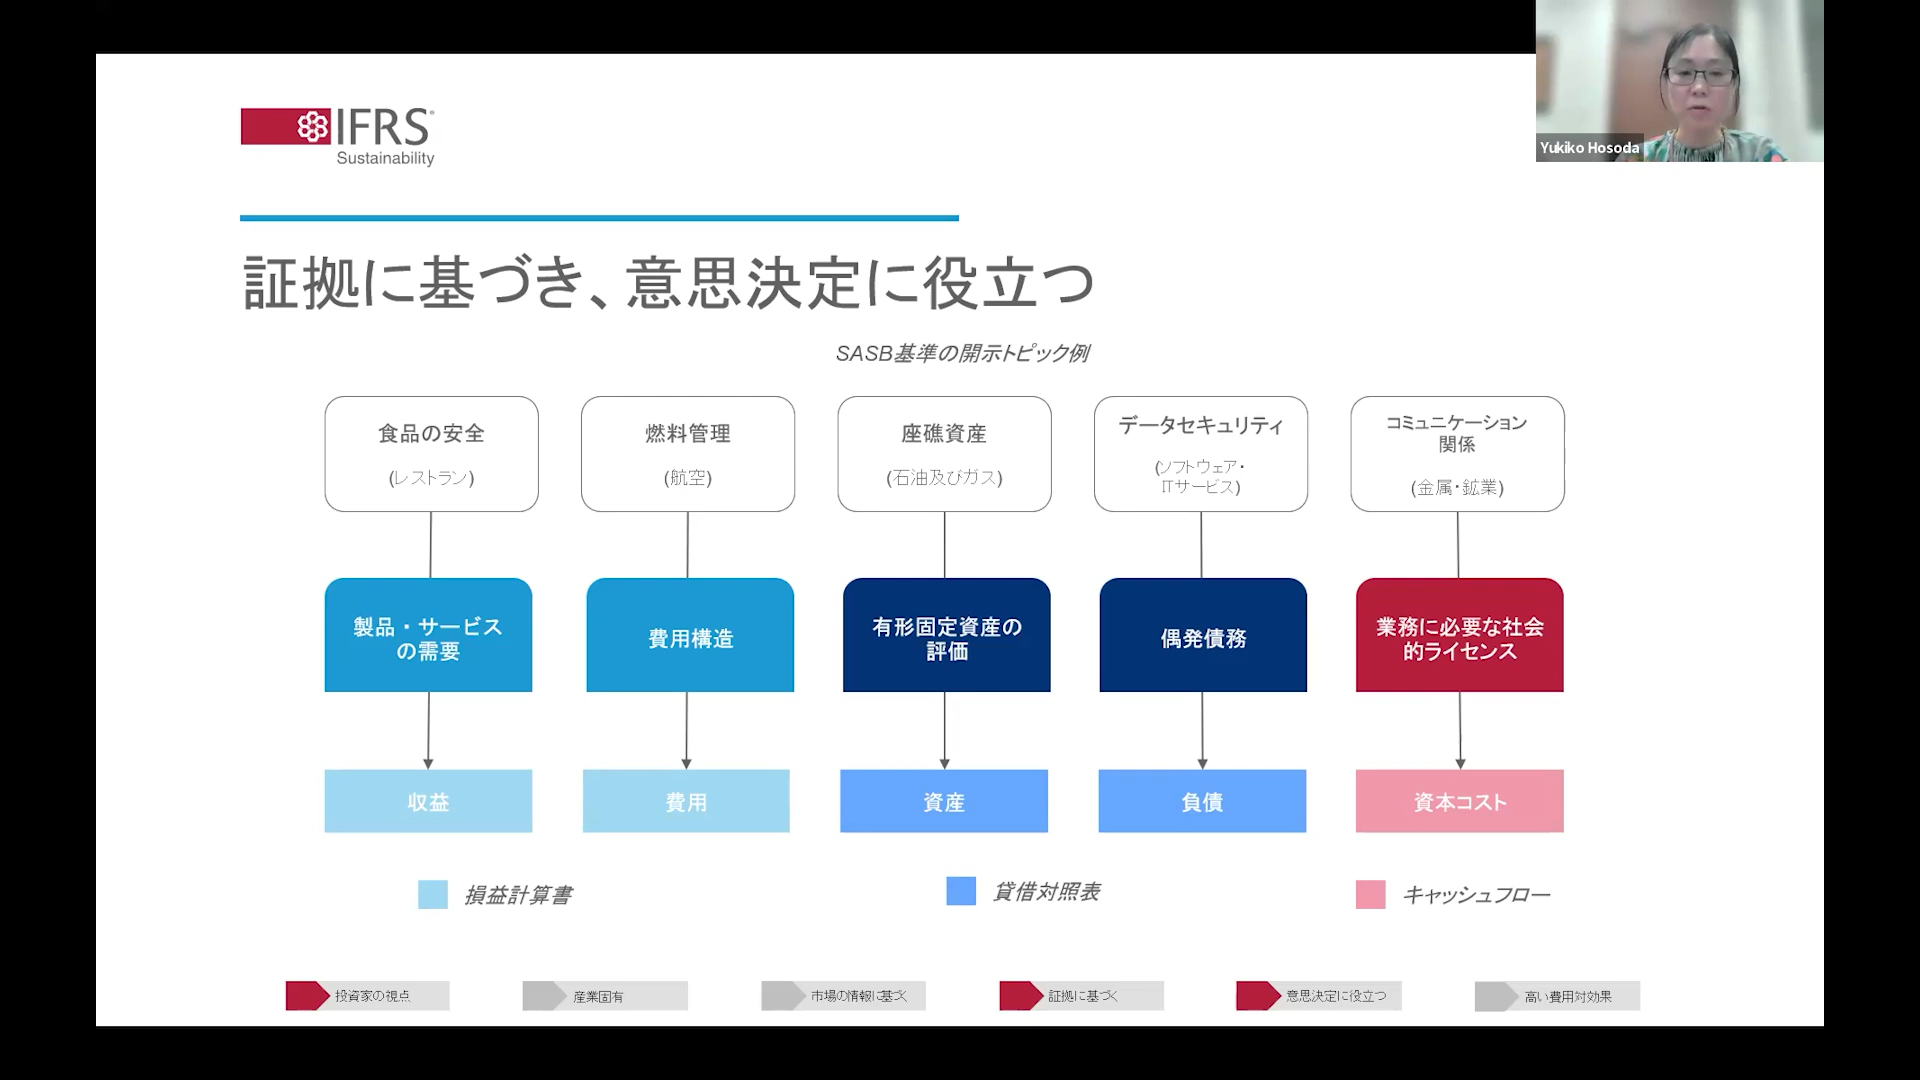 IFRS
Sustainability
Yukiko Hosoda
証拠に基づき、意思決定に役立つ
SASB基準の開示トピック例
食品の安全
(レストラン)
燃料管理
(航空)
座礁資産
(石油及びガス)
データセキュリティ
(ソフトウェア・
ITサービス)
コミュニケーション
関係
(金属・鉱業)
製品・サービス
の需要
費用構造
有形固定資産の
評価
偶発債務
業務に必要な社会
的ライセンス
収益
費用
資産
負債
資本コスト
損益計算書
貸借対照表
キャッシュフロー
投資家の視点
産業固有
市場の情報に基づく
証拠に基づく
意思決定に役立つ
高い費用対効果